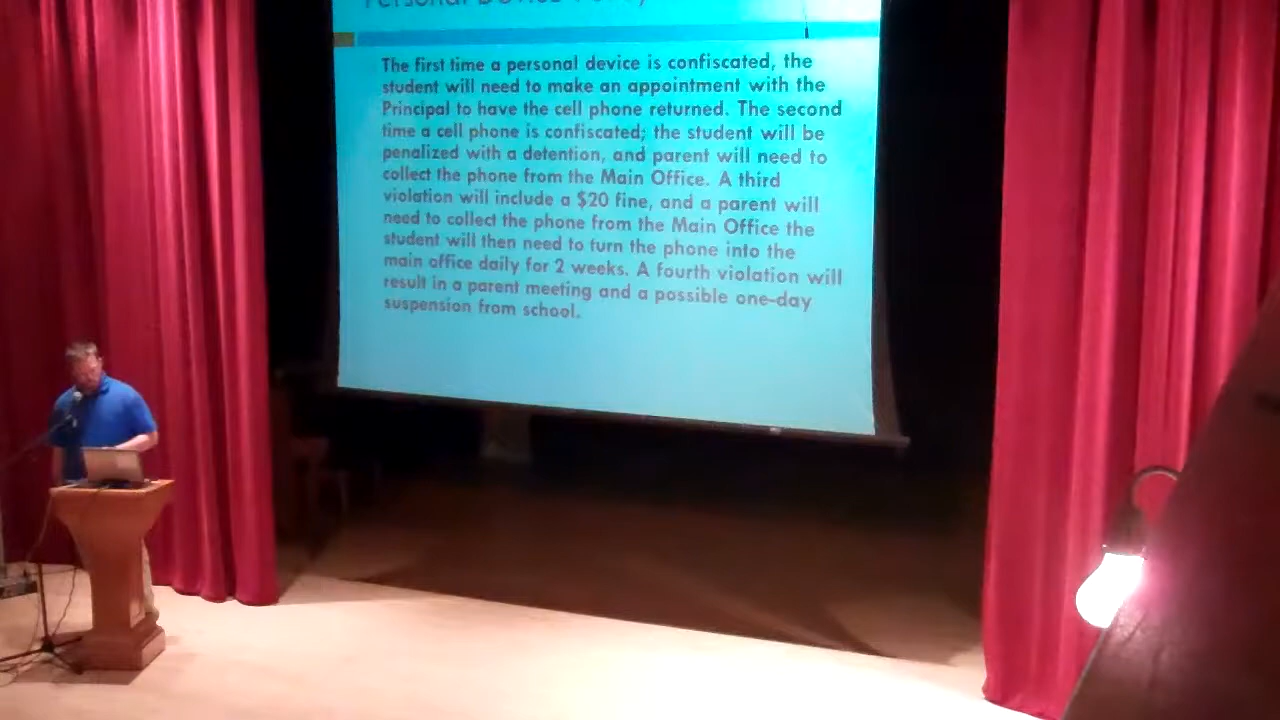 Personal Device Policy
The first time a personal device is confiscated, the
student will need to make an appointment with the
Principal to have the cell phone returned. The second
time a cell phone is confiscated; the student will be
penalized with a detention, and parent will need to
collect the phone from the Main Office. A third
violation will include a $20 fine, and a parent will
need to collect the phone from the Main Office the
student will then need to turn the phone into the
main office daily for 2 weeks. A fourth violation will
result in a parent meeting and a possible one-day
suspension from school.